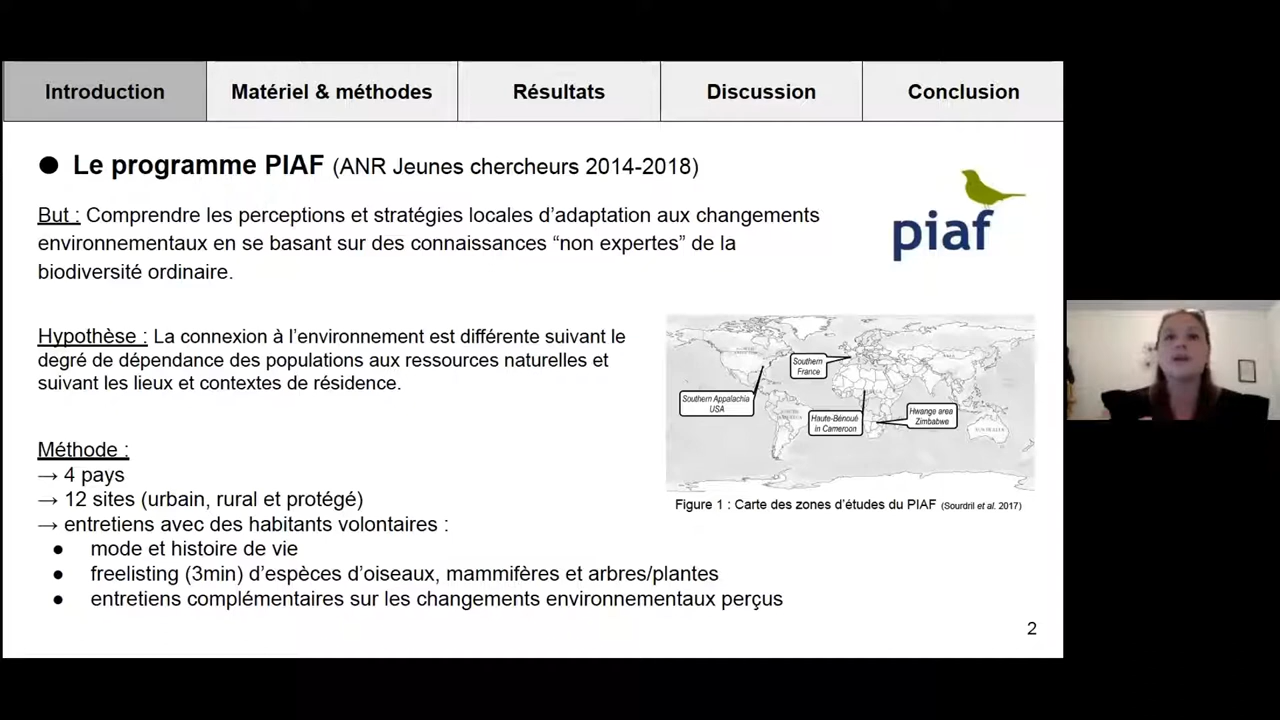 Introduction
Matériel & méthodes
Résultats
Discussion
Conclusion
● Le programme PIAF (ANR Jeunes chercheurs 2014-2018)
piaf
But : Comprendre les perceptions et stratégies locales d’adaptation aux changements
environnementaux en se basant sur des connaissances “non expertes” de la
biodiversité ordinaire.
Hypothèse : La connexion à l’environnement est différente suivant le
degré de dépendance des populations aux ressources naturelles et
suivant les lieux et contextes de résidence.
Southern
France
Southern Appalachia
USA
Haute-Bénoué
in Cameroon
Hwange area
Zimbabwe
Figure 1 : Carte des zones d’études du PIAF (Sourdril et al. 2017)
Méthode :
→ 4 pays
→ 12 sites (urbain, rural et protégé)
→ entretiens avec des habitants volontaires :
● mode et histoire de vie
● freelisting (3min) d’espèces d’oiseaux, mammifères et arbres/plantes
● entretiens complémentaires sur les changements environnementaux perçus
2